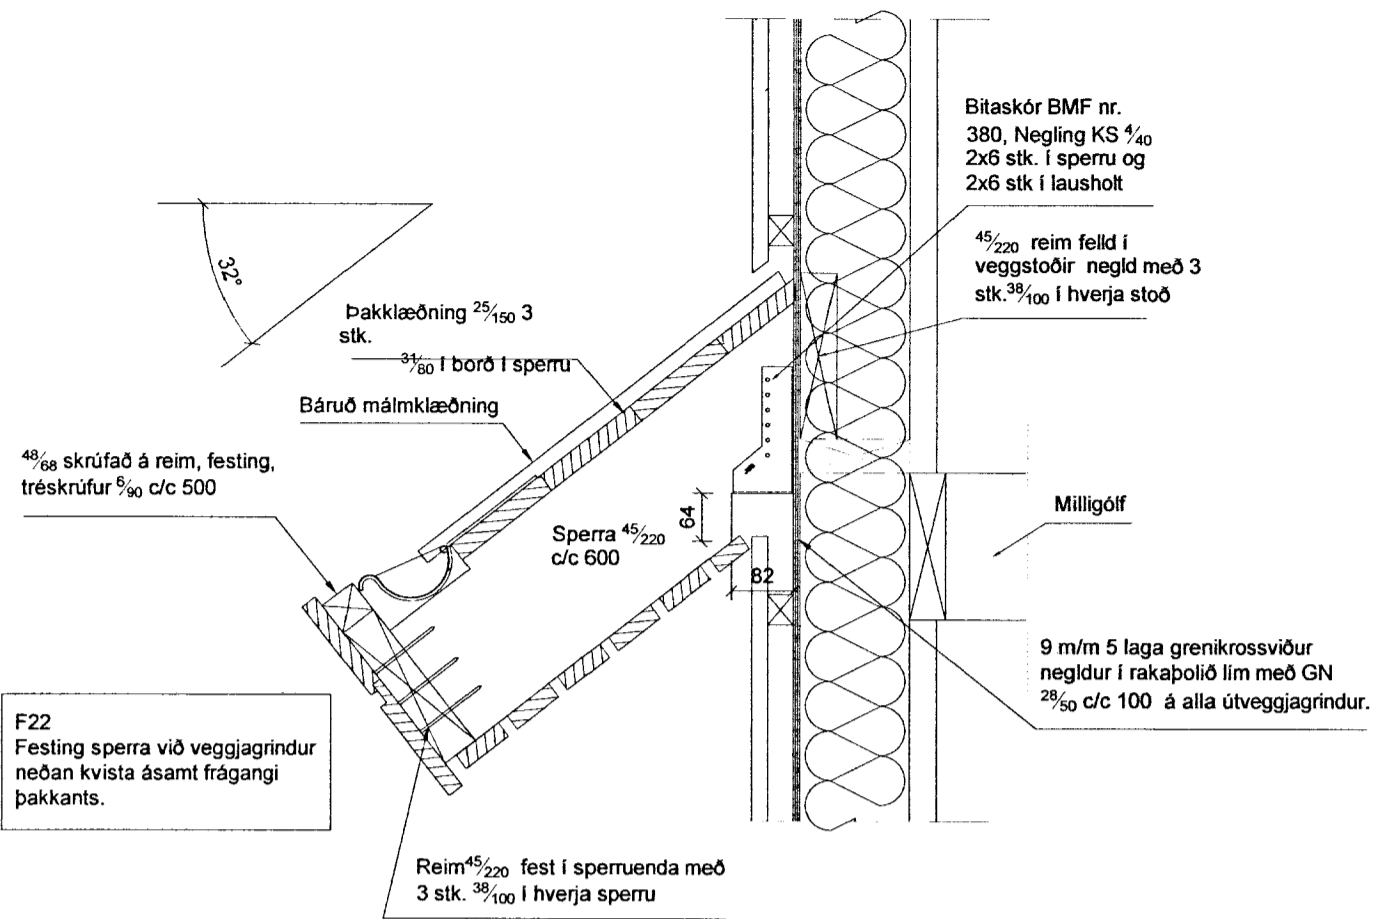 Bitaskór BMF nr.
380, Negling KS 4/40
2x6 stk. í sperru og
2x6 stk í lausholt
45/220 reim felld í
veggstoðir negld með 3
stk.38/100 í hverja stoð
32°
Þakklæðning 25/150 3
stk.
31/80 í borð í sperru
Báruð málmklæðning
48/68 skrúfað á reim, festing,
tréskrúfur 6/90 c/c 500
Sperra 45/220
c/c 600
64
82
Milligólf
9 m/m 5 laga grenikrossviður
negldur í rakaþolið lím með GN
28/50 c/c 100 á alla útveggjagrindur.
F22
Festing sperra við veggjagrindur
neðan kvista ásamt frágangi
þakkants.
Reim45/220 fest í sperruenda með
3 stk. 38/100 í hverja sperru